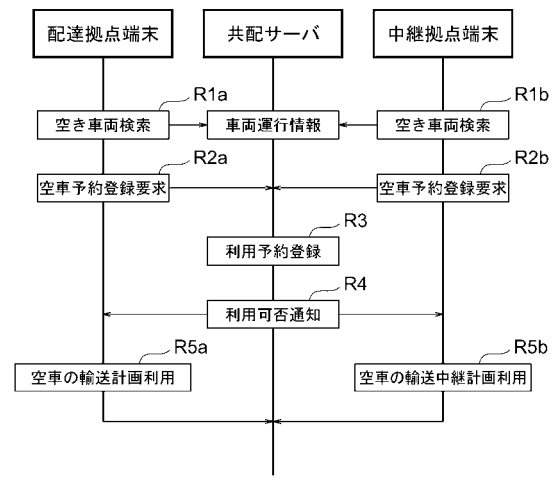 配達拠点端末
共配サーバ
中継拠点端末
R1a
R1b
空き車両検索
車両運行情報
空き車両検索
R2a
R2b
空車予約登録要求
空車予約登録要求
R3
利用予約登録
R4
利用可否通知
R5a
R5b
空車の輸送計画利用
空車の輸送中継計画利用